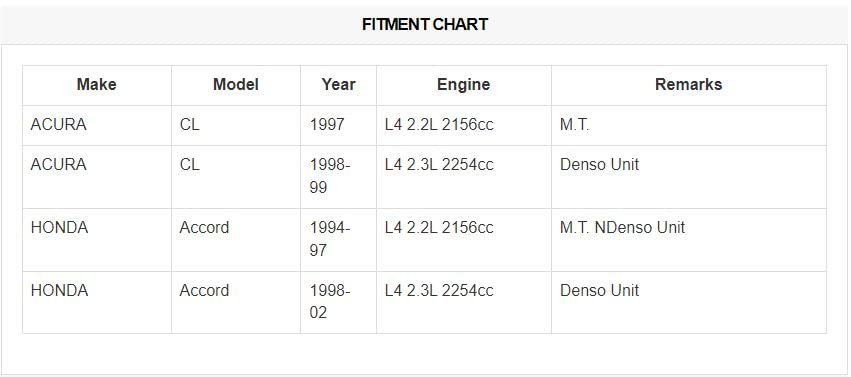 FITMENT CHART
Make Model Year Engine Remarks
ACURA CL 1997 L4 2.2L 2156cc M.T.
ACURA CL 1998- L4 2.3L 2254cc Denso Unit
99
HONDA Accord 1994- L4 2.2L 2156cc M.T. NDenso Unit
97
HONDA Accord 1998- L4 2.3L 2254cc Denso Unit
02